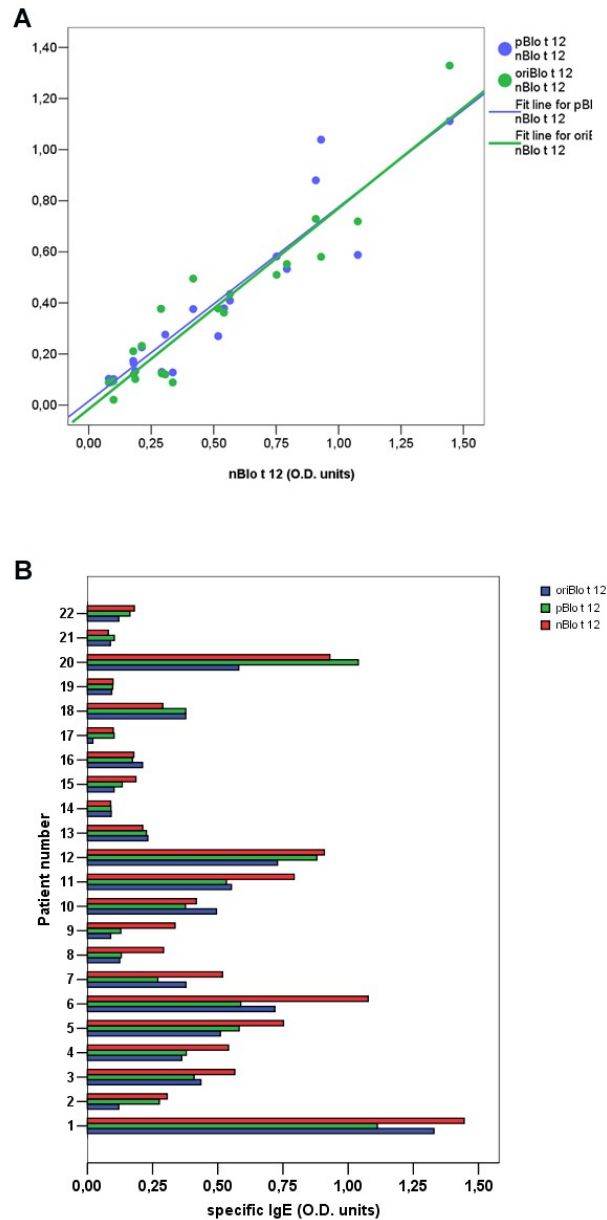 A
1,40
1,20
1,00
0,80
0,60
0,40
0,20
0,00
0,00 0,25 0,50 0,75 1,00 1,25 1,50
nBlo t 12 (O.D. units)
pBlo t 12
nBlo t 12
oriBlo t 12
nBlo t 12
Fit line for pBl
nBlo t 12
Fit line for oriE
nBlo t 12
B
oriBlo t 12
pBlo t 12
nBlo t 12
Patient number
22
21
20
19
18
17
16
15
14
13
12
11
10
9
8
7
6
5
4
3
2
1
0,00 0,25 0,50 0,75 1,00 1,25 1,50
specific IgE (O.D. units)